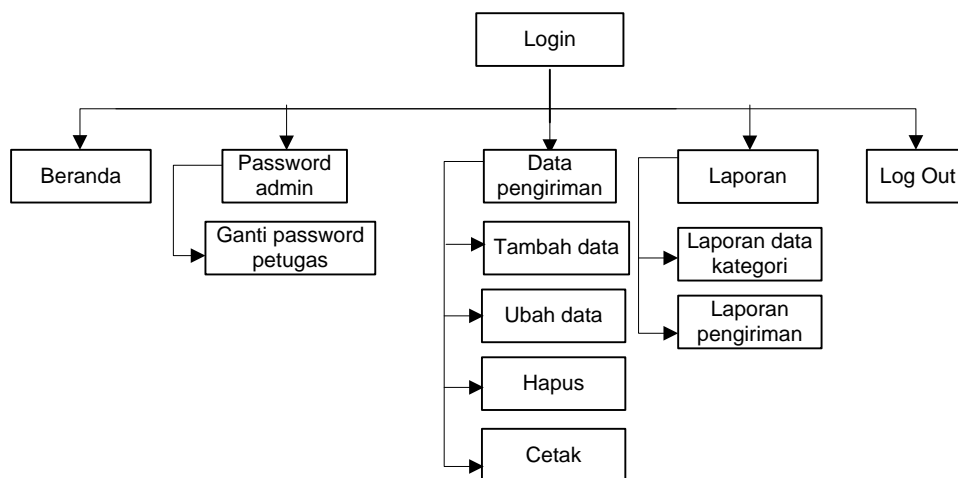 Login
Beranda
Password
admin
Data
pengiriman
Laporan
Log Out
Ganti password
petugas
Tambah data
Ubah data
Hapus
Cetak
Laporan data
kategori
Laporan
pengiriman